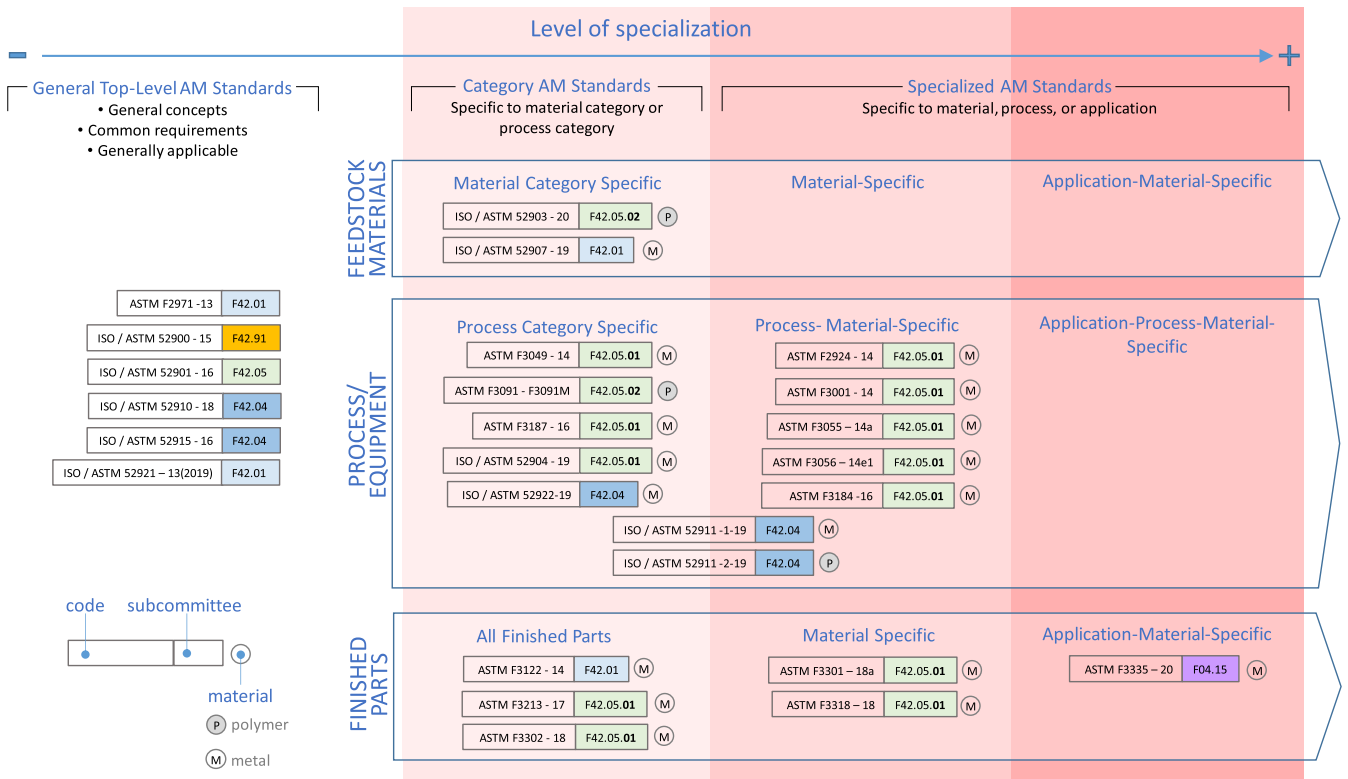 Level of specialization
General Top-Level AM Standards
• General concepts
• Common requirements
• Generally applicable
Category AM Standards
Specific to material category or
process category
Specialized AM Standards
Specific to material, process, or application
FEEDSTOCK
MATERIALS
Material Category Specific
Material-Specific
Application-Material-Specific
ISO / ASTM 52903 - 20 F42.05.02 P
ISO / ASTM 52907 - 19 F42.01 M
ASTM F2971 -13 F42.01
ISO / ASTM 52900 - 15 F42.91
ISO / ASTM 52901 - 16 F42.05
ISO / ASTM 52910 - 18 F42.04
ISO / ASTM 52915 - 16 F42.04
ISO / ASTM 52921 – 13(2019) F42.01
PROCESS/
EQUIPMENT
Process Category Specific
ASTM F3049 - 14 F42.05.01 M
ASTM F3091 - F3091M F42.05.02 P
ASTM F3187 - 16 F42.05.01 M
ISO / ASTM 52904 - 19 F42.05.01 M
ISO / ASTM 52922-19 F42.04 M
Process- Material-Specific
ASTM F2924 - 14 F42.05.01 M
ASTM F3001 - 14 F42.05.01 M
ASTM F3055 – 14a F42.05.01 M
ASTM F3056 – 14e1 F42.05.01 M
ASTM F3184 -16 F42.05.01 M
ISO / ASTM 52911 -1-19 F42.04 M
ISO / ASTM 52911 -2-19 F42.04 P
Application-Process-Material-
Specific
code
subcommittee
material
P polymer
M metal
FINISHED
PARTS
All Finished Parts
ASTM F3122 - 14 F42.01 M
ASTM F3213 - 17 F42.05.01 M
ASTM F3302 - 18 F42.05.01 M
Material Specific
ASTM F3301 – 18a F42.05.01 M
ASTM F3318 – 18 F42.05.01 M
Application-Material-Specific
ASTM F3335 – 20 F04.15 M